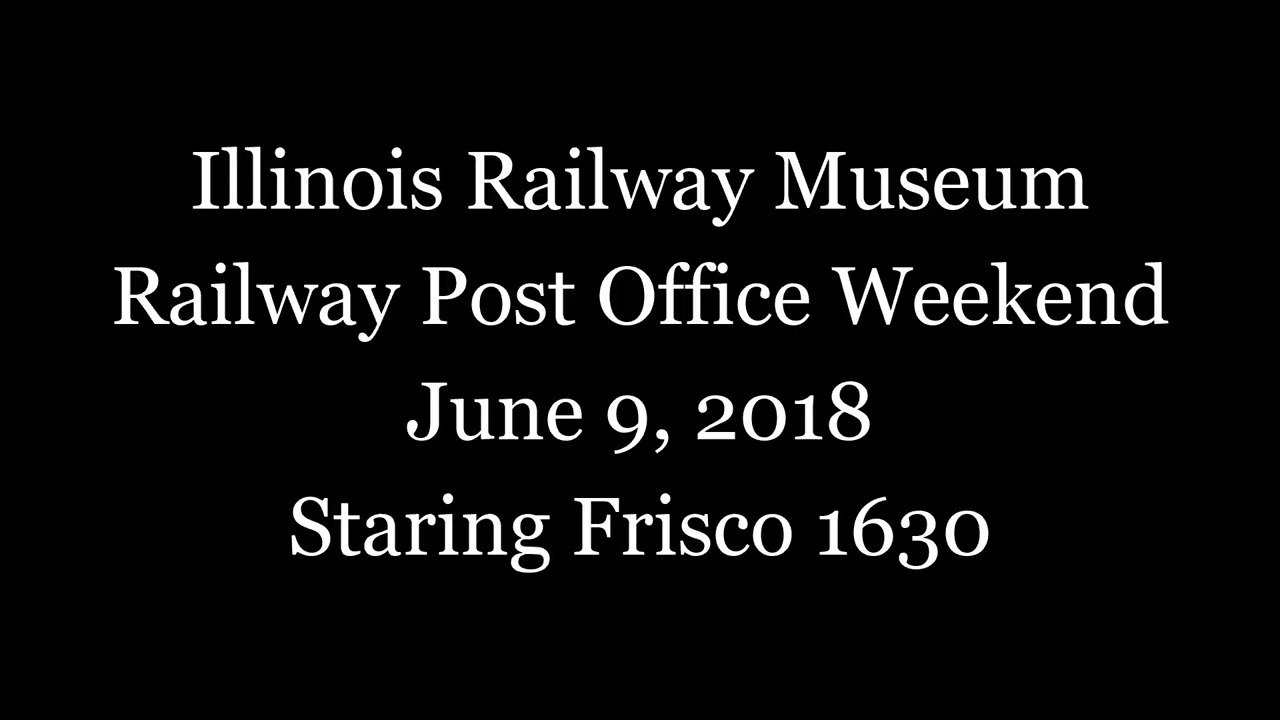 Illinois Railway Museum
Railway Post Office Weekend
June 9, 2018
Staring Frisco 1630